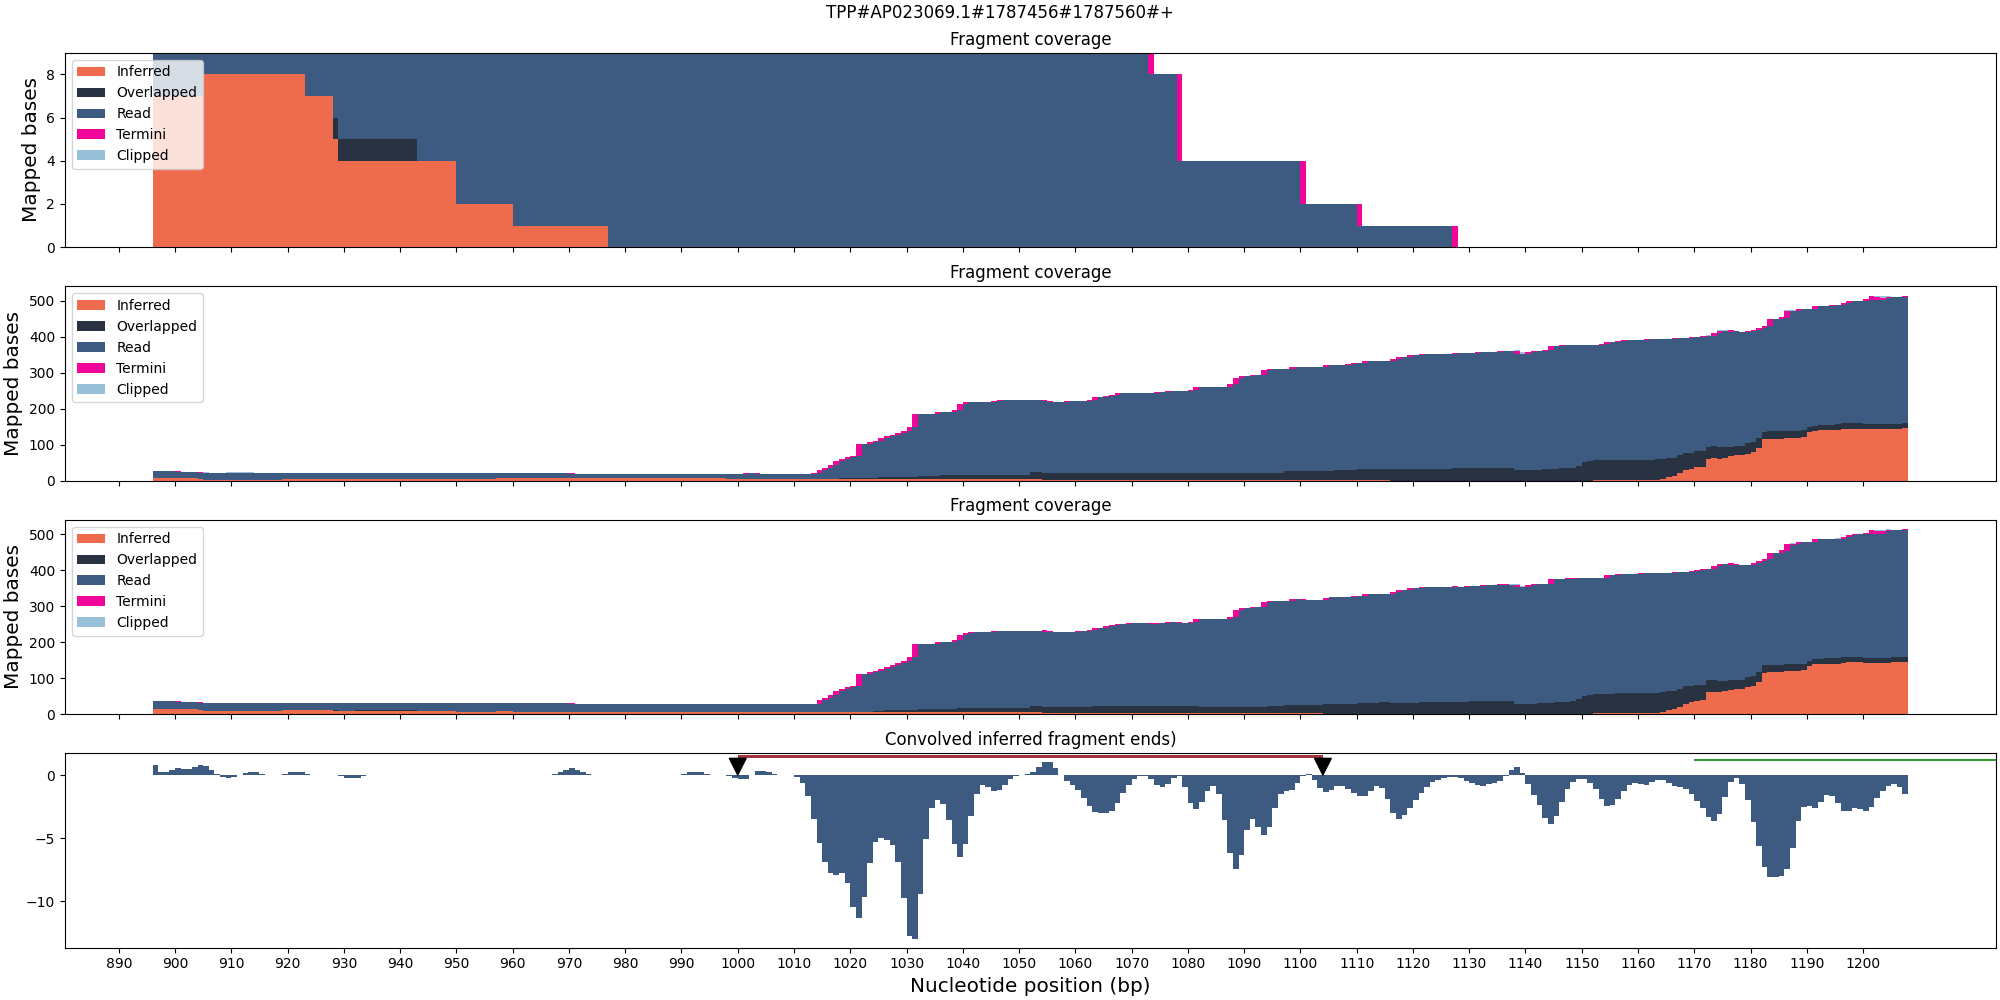 TPP#AP023069.1#1787456#1787560#+
Fragment coverage
Mapped bases
8
6
4
2
0
Inferred
Overlapped
Read
Termini
Clipped
Fragment coverage
Mapped bases
500
400
300
200
100
0
Inferred
Overlapped
Read
Termini
Clipped
Fragment coverage
Mapped bases
500
400
300
200
100
0
Inferred
Overlapped
Read
Termini
Clipped
Convolved inferred fragment ends)
0
−5
−10
890 900 910 920 930 940 950 960 970 980 990 1000 1010 1020 1030 1040 1050 1060 1070 1080 1090 1100 1110 1120 1130 1140 1150 1160 1170 1180 1190 1200
Nucleotide position (bp)